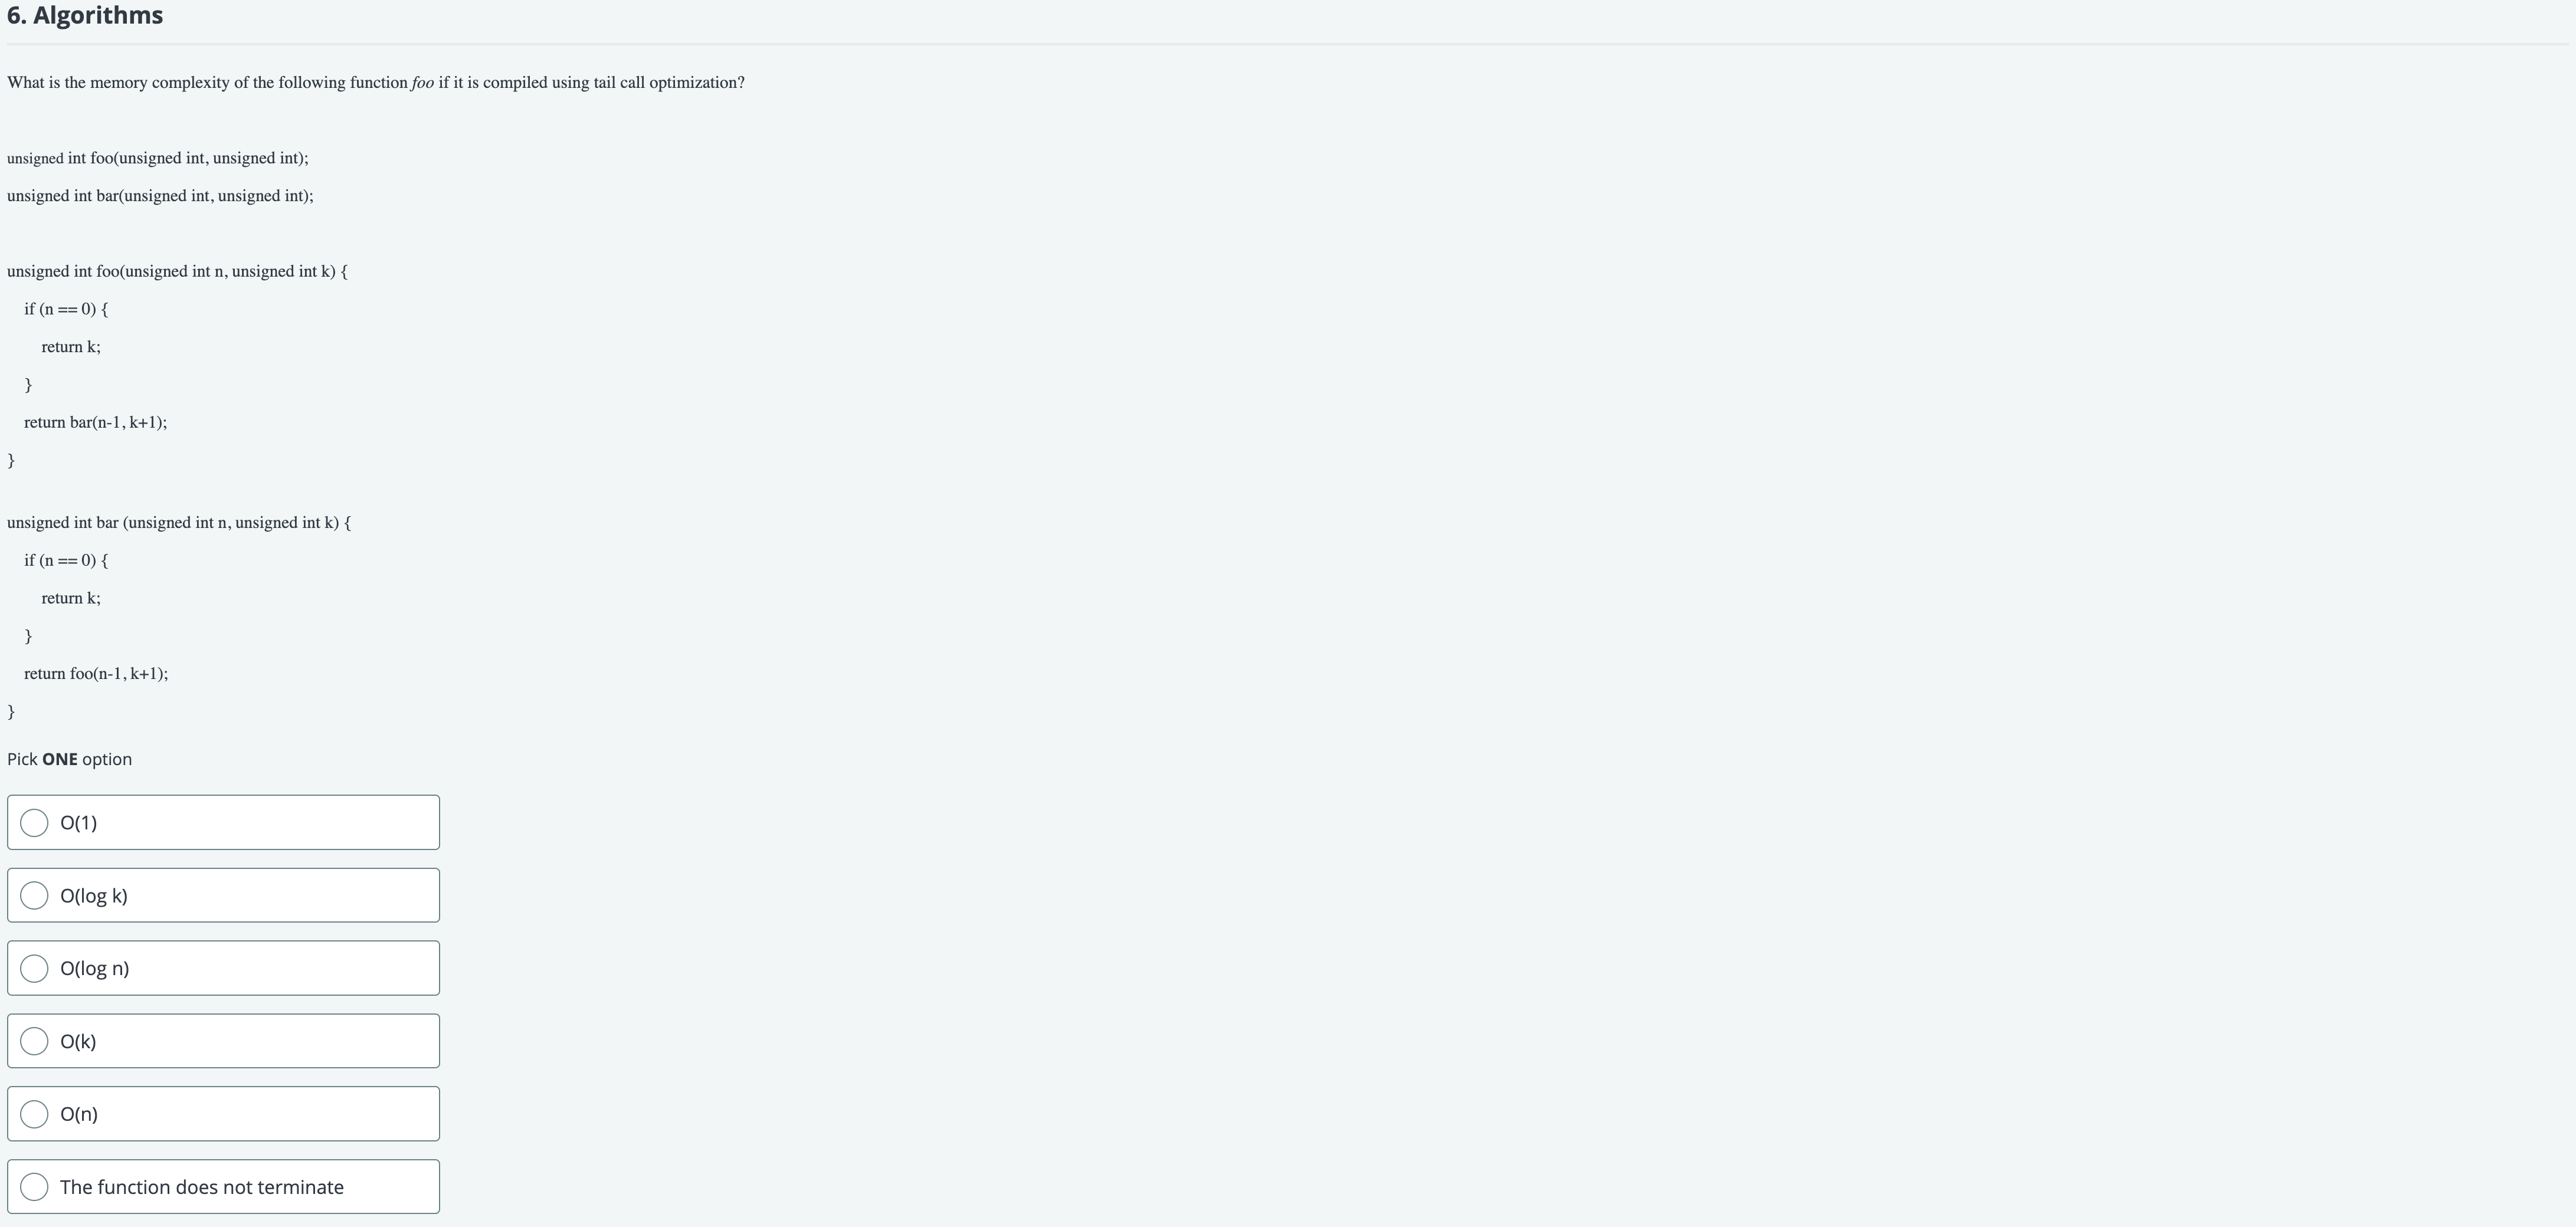 6. Algorithms
What is the memory complexity of the following function foo if it is compiled using tail call optimization?
unsigned int foo(unsigned int, unsigned int);
unsigned int bar(unsigned int, unsigned int);
unsigned int foo(unsigned int n, unsigned int k) {
if (n == 0) {
return k;
}
return bar(n-1, k+1);
}
unsigned int bar (unsigned int n, unsigned int k) {
if (n == 0) {
return k;
}
return foo(n-1, k+1);
}
Pick ONE option
O(1)
O(log k)
O(log n)
O(k)
O(n)
The function does not terminate